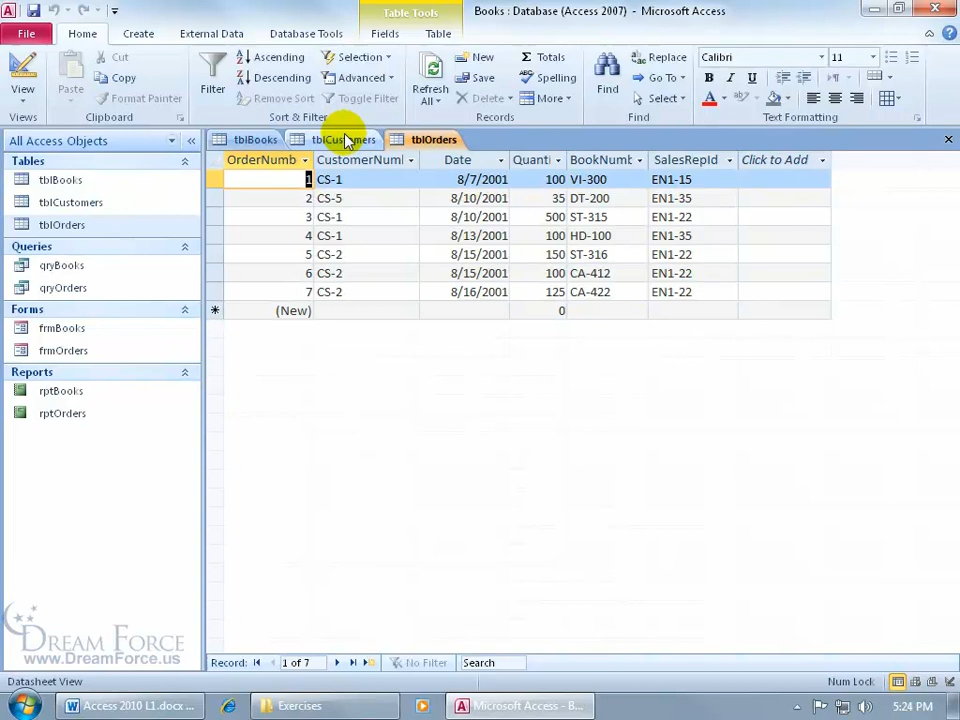 Books : Database (Access 2007) - Microsoft Access
Table Tools
File Home Create External Data Database Tools Fields Table
View
Views
Paste
Cut
Copy
Format Painter
Clipboard
Filter
Ascending
Descending
Remove Sort
Selection
Advanced
Toggle Filter
Sort & Filter
Refresh
All
New
Save
Delete
Totals
Spelling
More
Records
Find
Replace
Go To
Select
Find
Calibri 11
B I U
A
Text Formatting
All Access Objects
Tables
tblBooks
tblCustomers
tblOrders
Queries
qryBooks
qryOrders
Forms
frmBooks
frmOrders
Reports
rptBooks
rptOrders
tblBooks tblCustomers tblOrders
OrderNumb CustomerNum Date Quanti BookNumb SalesRepId Click to Add
1 CS-1 8/7/2001 100 VI-300 EN1-15
2 CS-5 8/10/2001 35 DT-200 EN1-35
3 CS-1 8/10/2001 500 ST-315 EN1-22
4 CS-1 8/13/2001 100 HD-100 EN1-35
5 CS-2 8/15/2001 150 ST-316 EN1-22
6 CS-2 8/15/2001 100 CA-412 EN1-22
7 CS-2 8/16/2001 125 CA-422 EN1-22
(New) 0
DREAM FORCE
www.DreamForce.us
Record: 1 of 7 No Filter Search
Datasheet View Num Lock
Access 2010 L1.docx ... Exercises Microsoft Access - B... 5:24 PM